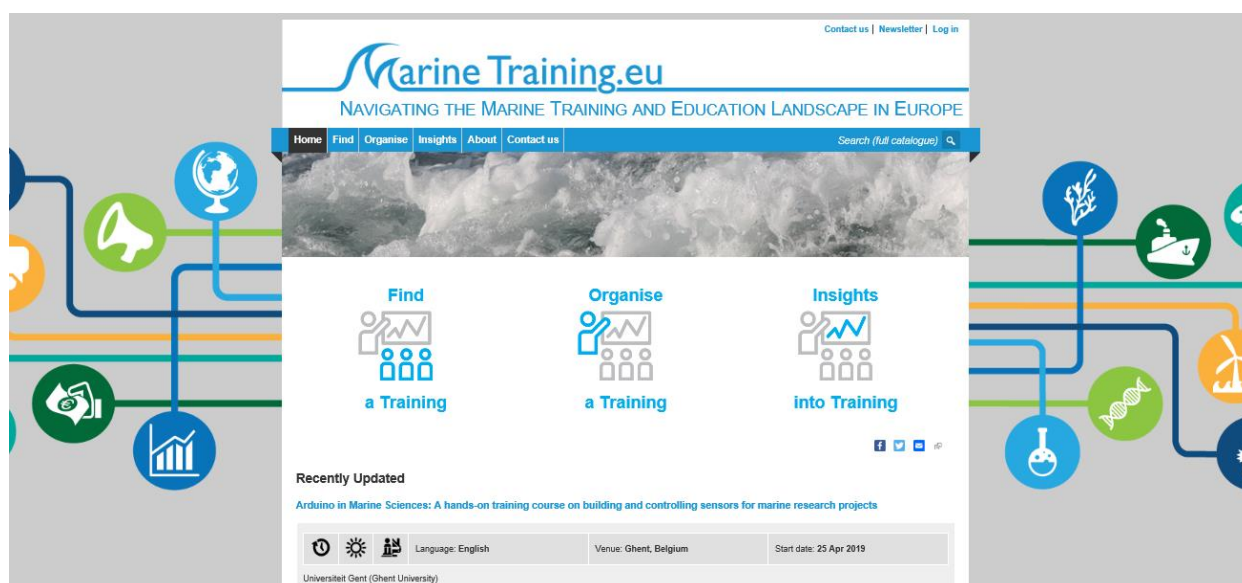 Contact us | Newsletter | Log in
Marine Training.eu
NAVIGATING THE MARINE TRAINING AND EDUCATION LANDSCAPE IN EUROPE
Home Find Organise Insights About Contact us Search (full catalogue)
Find Organise Insights
a Training a Training into Training
Recently Updated
Arduino in Marine Sciences: A hands-on training course on building and controlling sensors for marine research projects
Language: English Venue: Ghent, Belgium Start date: 25 Apr 2019
Universiteit Gent (Ghent University)